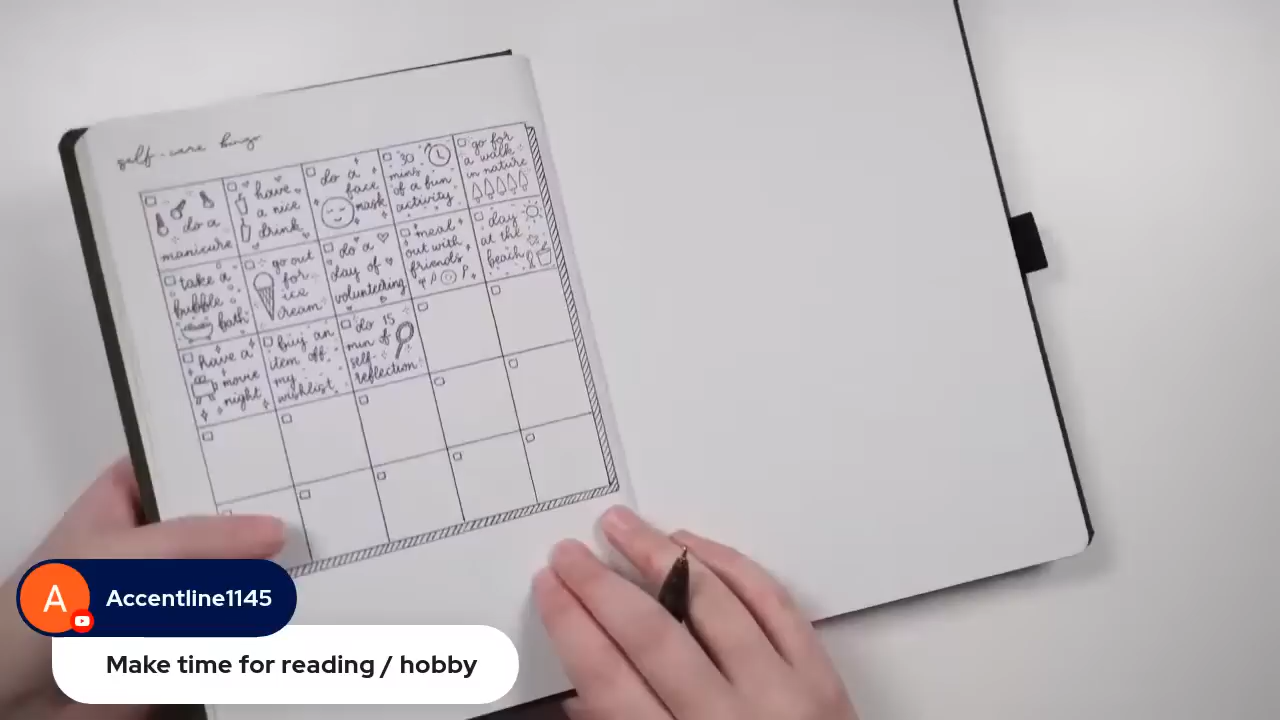 self-care bingo
do a
manicure
have
a nice
drink
do a
face
mask
30
mins
of a fun
activity
go for
a walk
in nature
take a
bubble
bath
go out
for
ice
cream
do a
day of
volunteering
meal
out with
friends
day
at the
beach
have a
movie
night
buy an
item off
my
wishlist
do 15
min of
self-
reflection
A
Accentline1145
Make time for reading / hobby